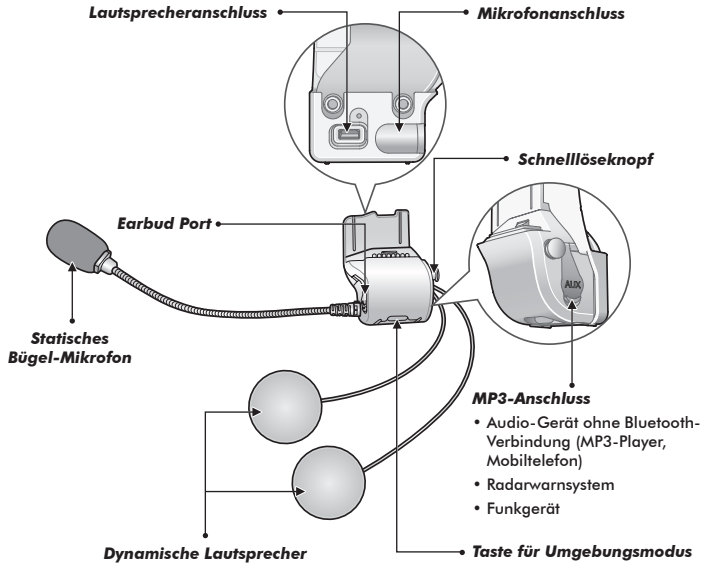 Lautsprecheranschluss
Mikrofonanschluss
Schnelllöseknopf
Earbud Port
AUX
Statisches
Bügel-Mikrofon
MP3-Anschluss
• Audio-Gerät ohne Bluetooth-
Verbindung (MP3-Player,
Mobiltelefon)
• Radarwarnsystem
• Funkgerät
Dynamische Lautsprecher
Taste für Umgebungsmodus